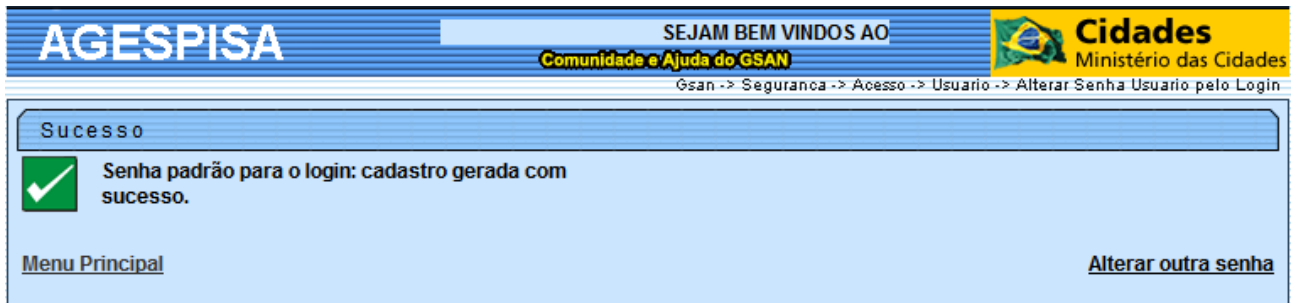 AGESPISA
SEJAM BEM VINDOS AO
Comunidade e Ajuda do GSAN
Cidades
Ministério das Cidades
Gsan -> Seguranca -> Acesso -> Usuario -> Alterar Senha Usuario pelo Login
Sucesso
Senha padrão para o login: cadastro gerada com
sucesso.
Menu Principal
Alterar outra senha